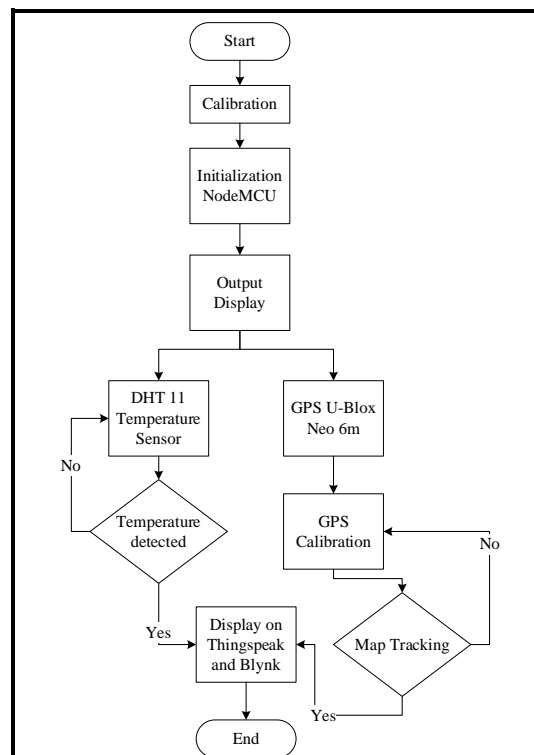 Start
Calibration
Initialization
NodeMCU
Output
Display
DHT 11
Temperature
Sensor
GPS U-Blox
Neo 6m
No
Temperature
detected
GPS
Calibration
No
Yes
Display on
Thingspeak
and Blynk
Map Tracking
Yes
End